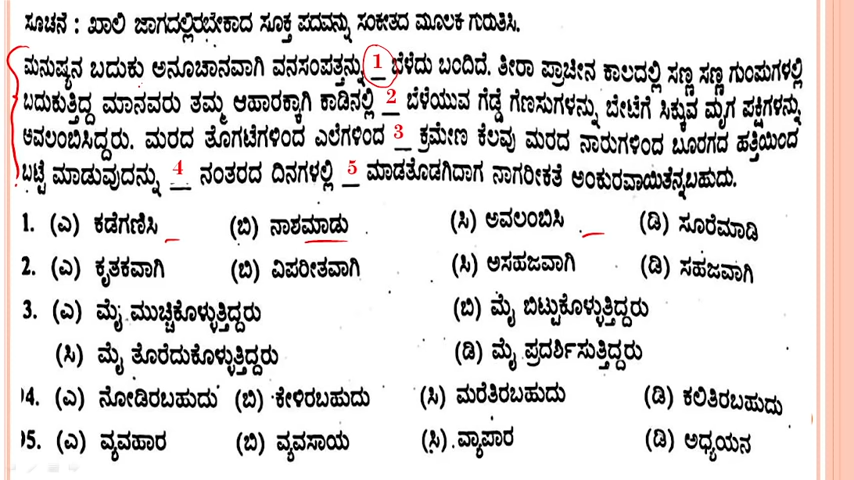 ಸೂಚನೆ : ಖಾಲಿ ಜಾಗದಲ್ಲಿರಬೇಕಾದ ಸೂಕ್ತ ಪದವನ್ನು ಸಂಕೇತದ ಮೂಲಕ ಗುರುತಿಸಿ.
ಮನುಷ್ಯನ ಬದುಕು ಅನೂಚಾನವಾಗಿ ವನಸಂಪತ್ತನ್ನು 1 ಬೆಳೆದು ಬಂದಿದೆ. ತೀರಾ ಪ್ರಾಚೀನ ಕಾಲದಲ್ಲಿ ಸಣ್ಣ ಸಣ್ಣ ಗುಂಪುಗಳಲ್ಲಿ
ಬದುಕುತ್ತಿದ್ದ ಮಾನವರು ತಮ್ಮ ಆಹಾರಕ್ಕಾಗಿ ಕಾಡಿನಲ್ಲಿ 2 ಬೆಳೆಯುವ ಗೆಡ್ಡೆ ಗೆಣಸುಗಳನ್ನು ಬೇಟೆಗೆ ಸಿಕ್ಕುವ ಮೃಗ ಪಕ್ಷಿಗಳನ್ನು
ಅವಲಂಬಿಸಿದ್ದರು. ಮರದ ತೊಗಟೆಗಳಿಂದ ಎಲೆಗಳಿಂದ 3 ಕ್ರಮೇಣ ಕೆಲವು ಮರದ ನಾರುಗಳಿಂದ ಬೂರಗದ ಹತ್ತಿಯಿಂದ
ಬಟ್ಟೆ ಮಾಡುವುದನ್ನು 4 ನಂತರದ ದಿನಗಳಲ್ಲಿ 5 ಮಾಡತೊಡಗಿದಾಗ ನಾಗರೀಕತೆ ಅಂಕುರವಾಯಿತೆನ್ನಬಹುದು.
1. (ಎ) ಕಡೆಗಣಿಸಿ (ಬಿ) ನಾಶಮಾಡು (ಸಿ) ಅವಲಂಬಿಸಿ (ಡಿ) ಸೂರೆಮಾಡಿ
2. (ಎ) ಕೃತಕವಾಗಿ (ಬಿ) ವಿಪರೀತವಾಗಿ (ಸಿ) ಅಸಹಜವಾಗಿ (ಡಿ) ಸಹಜವಾಗಿ
3. (ಎ) ಮೈ ಮುಚ್ಚಿಕೊಳ್ಳುತ್ತಿದ್ದರು (ಬಿ) ಮೈ ಬಿಟ್ಟುಕೊಳ್ಳುತ್ತಿದ್ದರು
(ಸಿ) ಮೈ ತೊರೆದುಕೊಳ್ಳುತ್ತಿದ್ದರು (ಡಿ) ಮೈ ಪ್ರದರ್ಶಿಸುತ್ತಿದ್ದರು
94. (ಎ) ನೋಡಿರಬಹುದು (ಬಿ) ಕೇಳಿರಬಹುದು (ಸಿ) ಮರೆತಿರಬಹುದು (ಡಿ) ಕಲಿತಿರಬಹುದು
95. (ಎ) ವ್ಯವಹಾರ (ಬಿ) ವ್ಯವಸಾಯ (ಸಿ) ವ್ಯಾಪಾರ (ಡಿ) ಅಧ್ಯಯನ